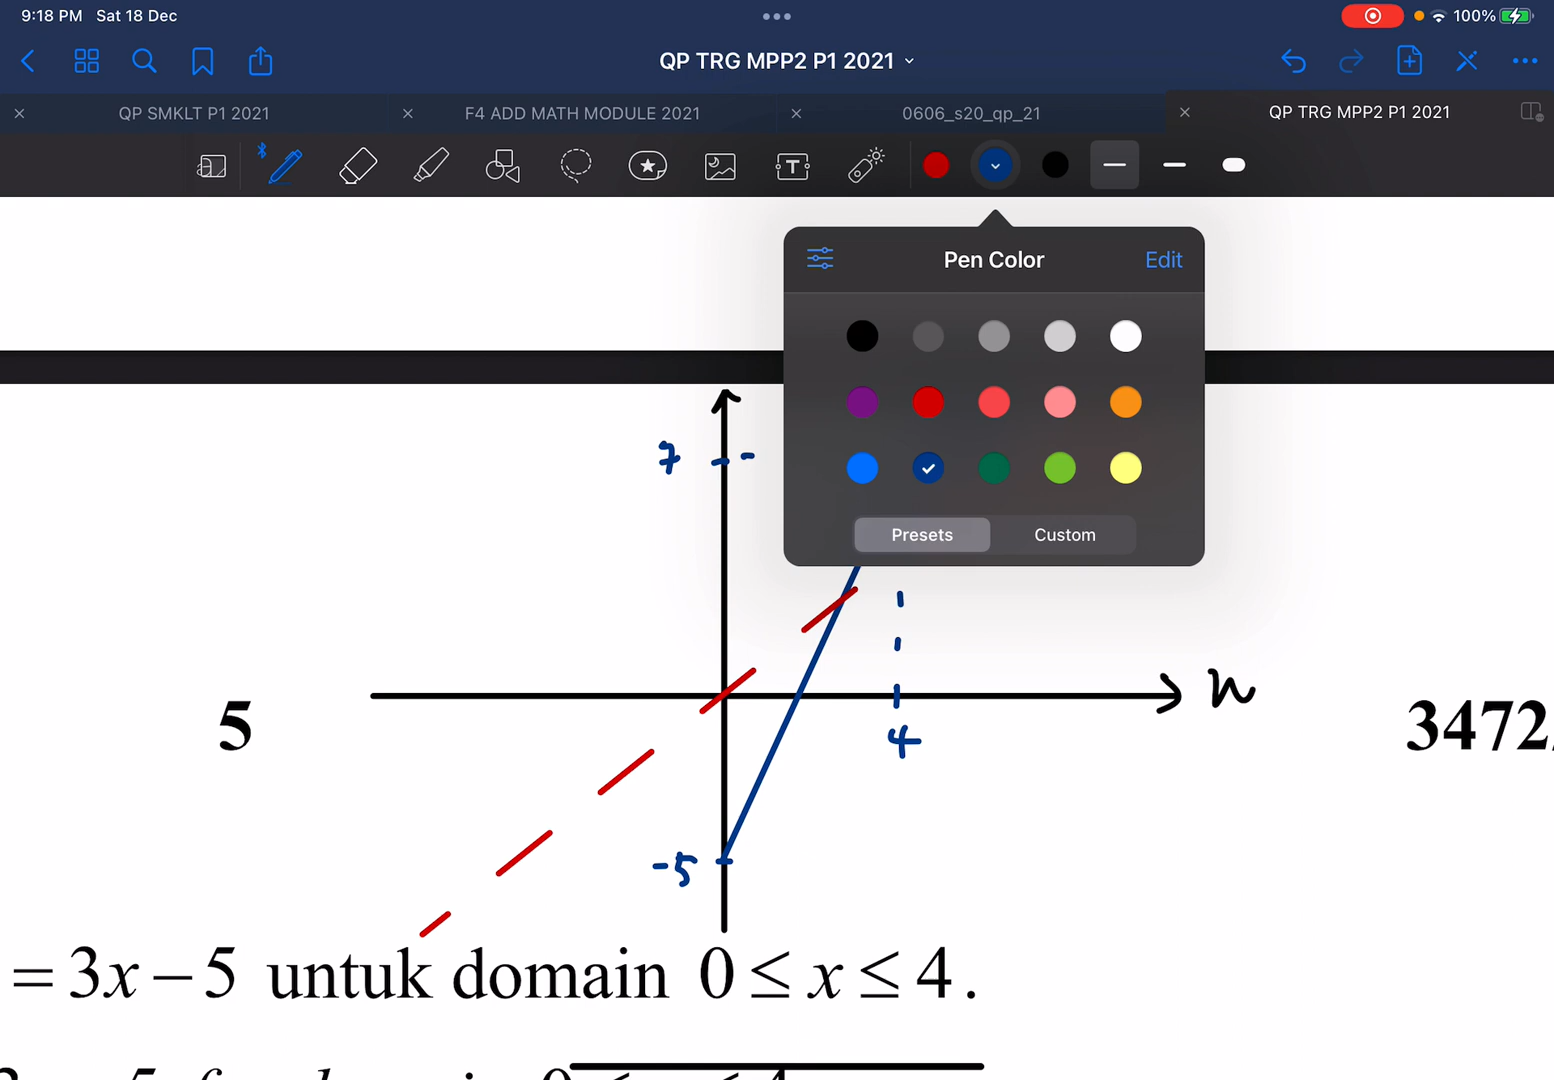 9:18 PM Sat 18 Dec
100%
QP TRG MPP2 P1 2021
QP SMKLT P1 2021
F4 ADD MATH MODULE 2021
0606_s20_qp_21
QP TRG MPP2 P1 2021
T
Pen Color
Edit
Presets
Custom
7
x
5
3472
4
-5
= 3x − 5 untuk domain 0 ≤ x ≤ 4 .